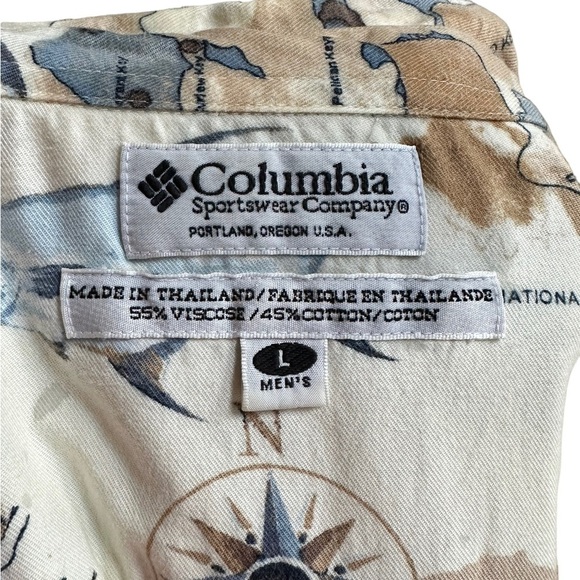 Pelican Key
Columbia
Sportswear Company®
PORTLAND, OREGON U.S.A.
MADE IN THAILAND/FABRIQUE EN THAILANDE
55% VISCOSE/45% COTTON/COTON
L
MEN'S
N